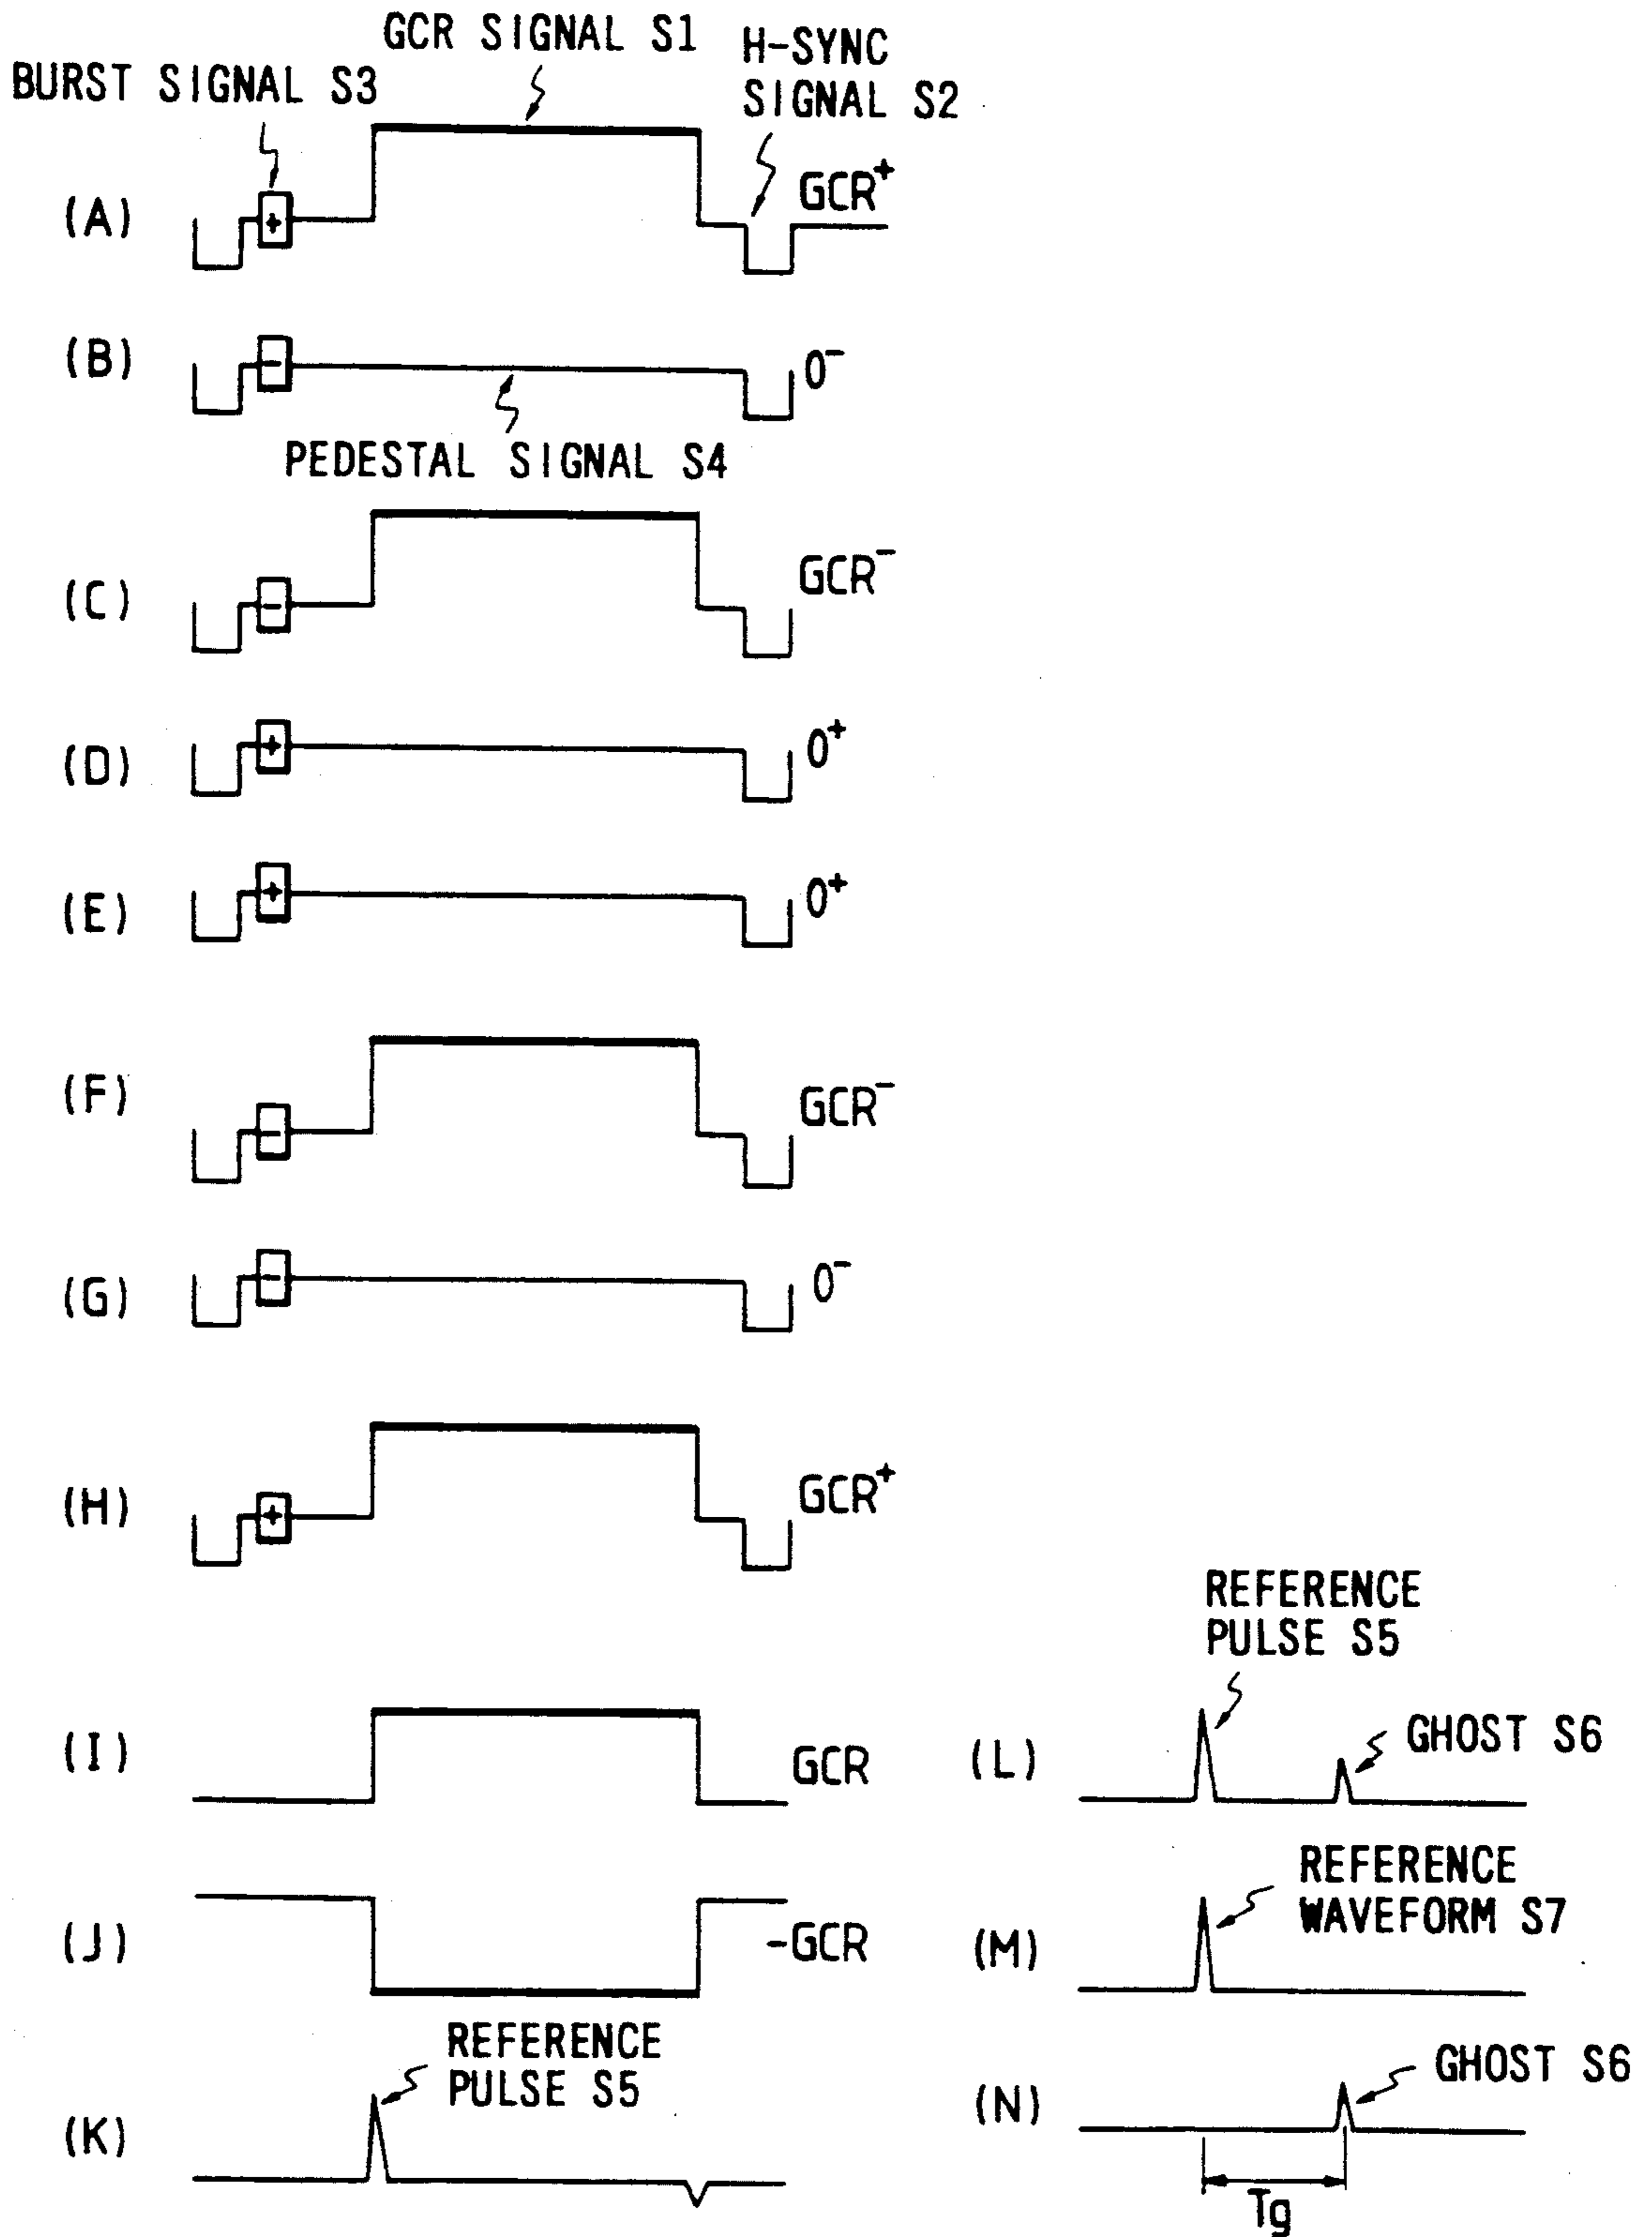 GCR SIGNAL S1
H-SYNC
SIGNAL S2
BURST SIGNAL S3
(A)
+
GCR⁺
(B)
−
0⁻
PEDESTAL SIGNAL S4
(C)
−
GCR⁻
(D)
+
0⁺
(E)
+
0⁺
(F)
−
GCR⁻
(G)
−
0⁻
(H)
+
GCR⁺
(I)
GCR
(J)
-GCR
(K)
REFERENCE
PULSE S5
(L)
REFERENCE
PULSE S5
GHOST S6
(M)
REFERENCE
WAVEFORM S7
(N)
GHOST S6
Tg